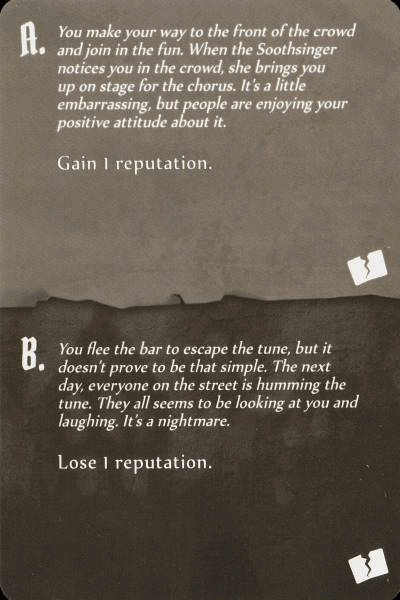 A. You make your way to the front of the crowd
and join in the fun. When the Soothsinger
notices you in the crowd, she brings you
up on stage for the chorus. It's a little
embarrassing, but people are enjoying your
positive attitude about it.
Gain 1 reputation.
B. You flee the bar to escape the tune, but it
doesn't prove to be that simple. The next
day, everyone on the street is humming the
tune. They all seems to be looking at you and
laughing. It's a nightmare.
Lose 1 reputation.